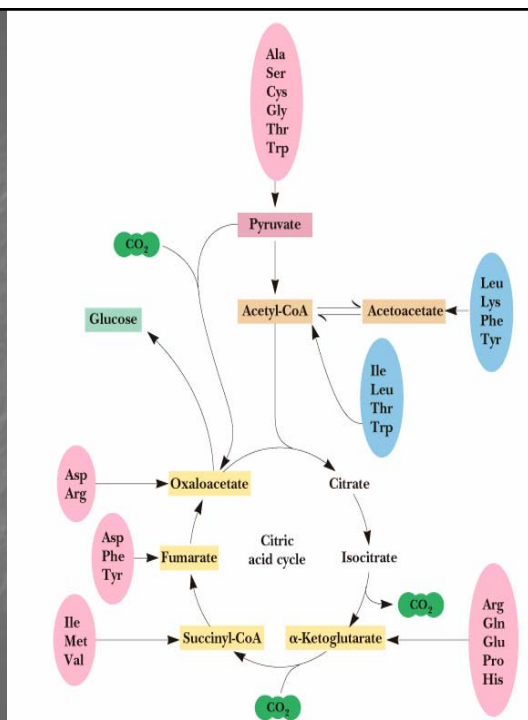 Ala
Ser
Cys
Gly
Thr
Trp
Pyruvate
CO2
Acetyl-CoA
Acetoacetate
Leu
Lys
Phe
Tyr
Glucose
Ile
Leu
Thr
Trp
Asp
Arg
Oxaloacetate
Citrate
Asp
Phe
Tyr
Fumarate
Citric
acid cycle
Isocitrate
CO2
Ile
Met
Val
Succinyl-CoA
α-Ketoglutarate
Arg
Gln
Glu
Pro
His
CO2